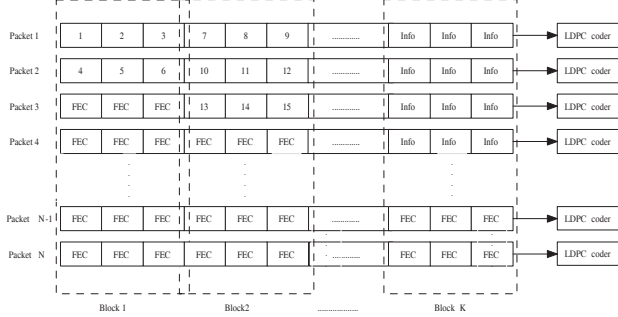 Packet 1 1 2 3 7 8 9 ............. Info Info Info LDPC coder
Packet 2 4 5 6 10 11 12 ............. Info Info Info LDPC coder
Packet 3 FEC FEC FEC 13 14 15 ............. Info Info Info LDPC coder
Packet 4 FEC FEC FEC FEC FEC FEC ............. Info Info Info LDPC coder
Packet N-1 FEC FEC FEC FEC FEC FEC ............. FEC FEC FEC LDPC coder
Packet N FEC FEC FEC FEC FEC FEC ............. FEC FEC FEC LDPC coder
Block 1 Block2 ................... Block K